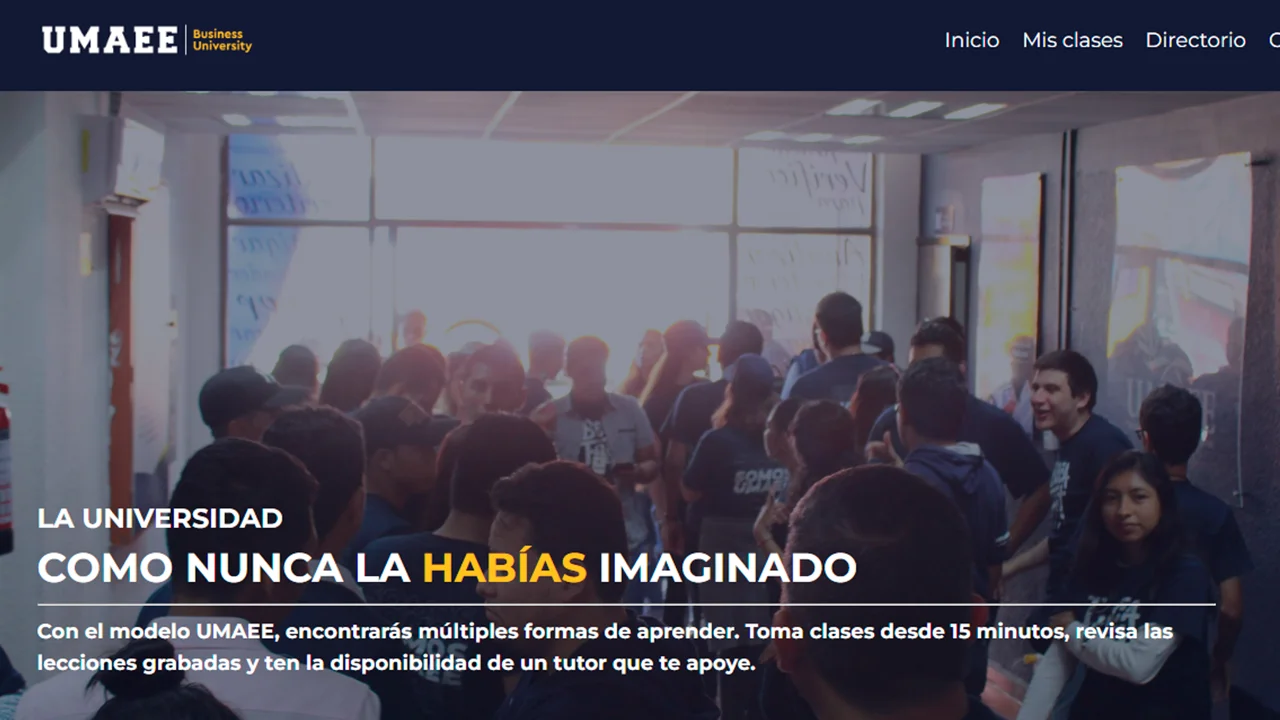 UMAEE Business
University
Inicio Mis clases Directorio
SOMOS
LA UNIVERSIDAD
COMO NUNCA LA HABÍAS IMAGINADO
Con el modelo UMAEE, encontrarás múltiples formas de aprender. Toma clases desde 15 minutos, revisa las
lecciones grabadas y ten la disponibilidad de un tutor que te apoye.